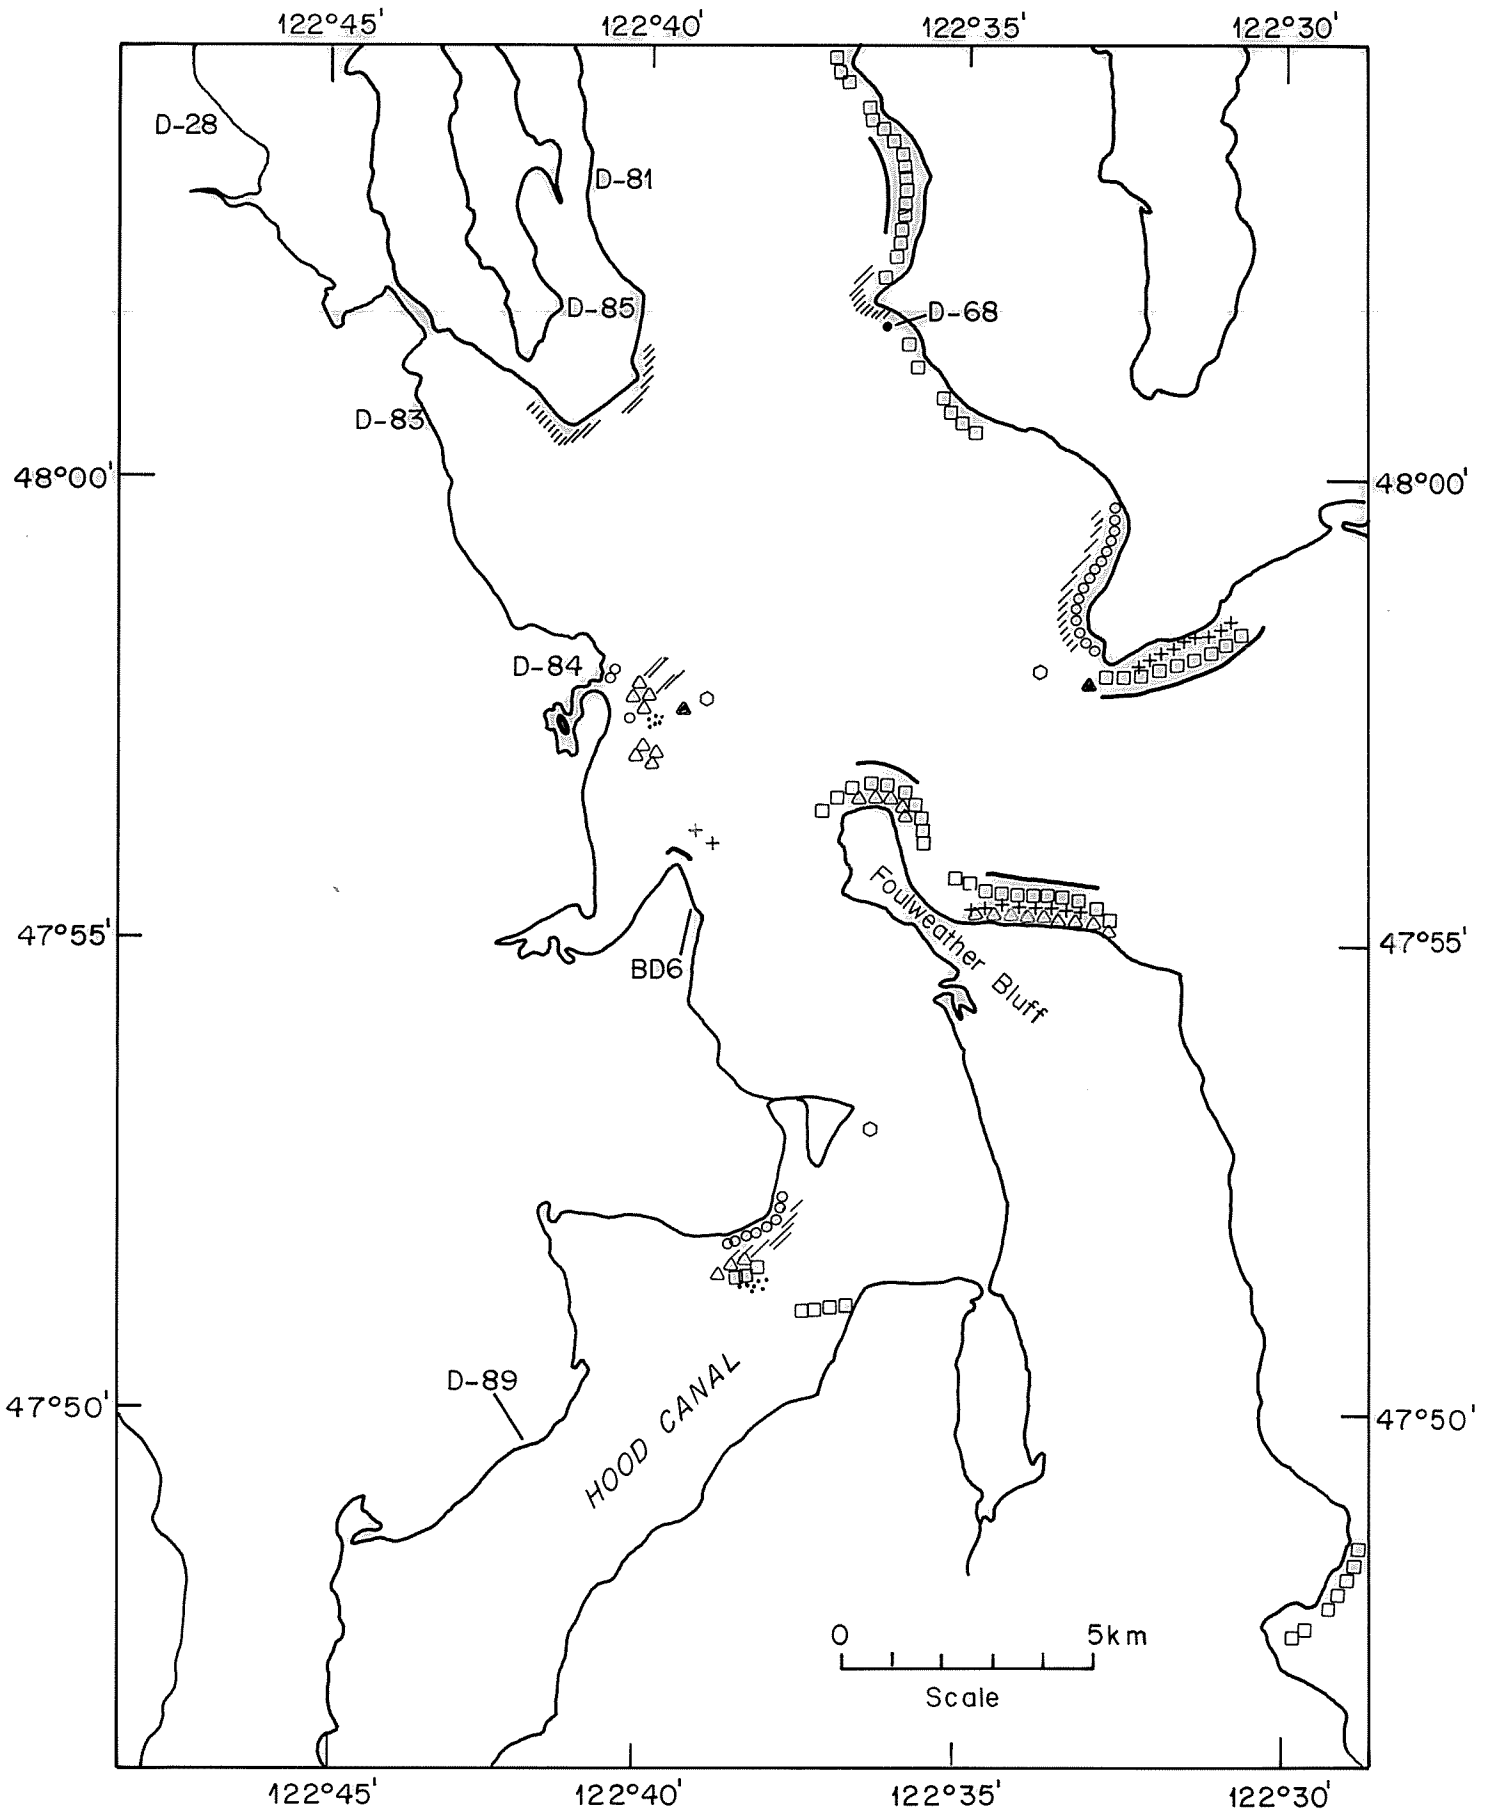 122°45' 122°40' 122°35' 122°30'
D-28
D-81
D-85
D-68
D-83
48°00' 48°00'
D-84
Foulweather Bluff
47°55' 47°55'
BD6
D-89
47°50' 47°50'
HOOD CANAL
0 5km
Scale
122°45' 122°40' 122°35' 122°30'